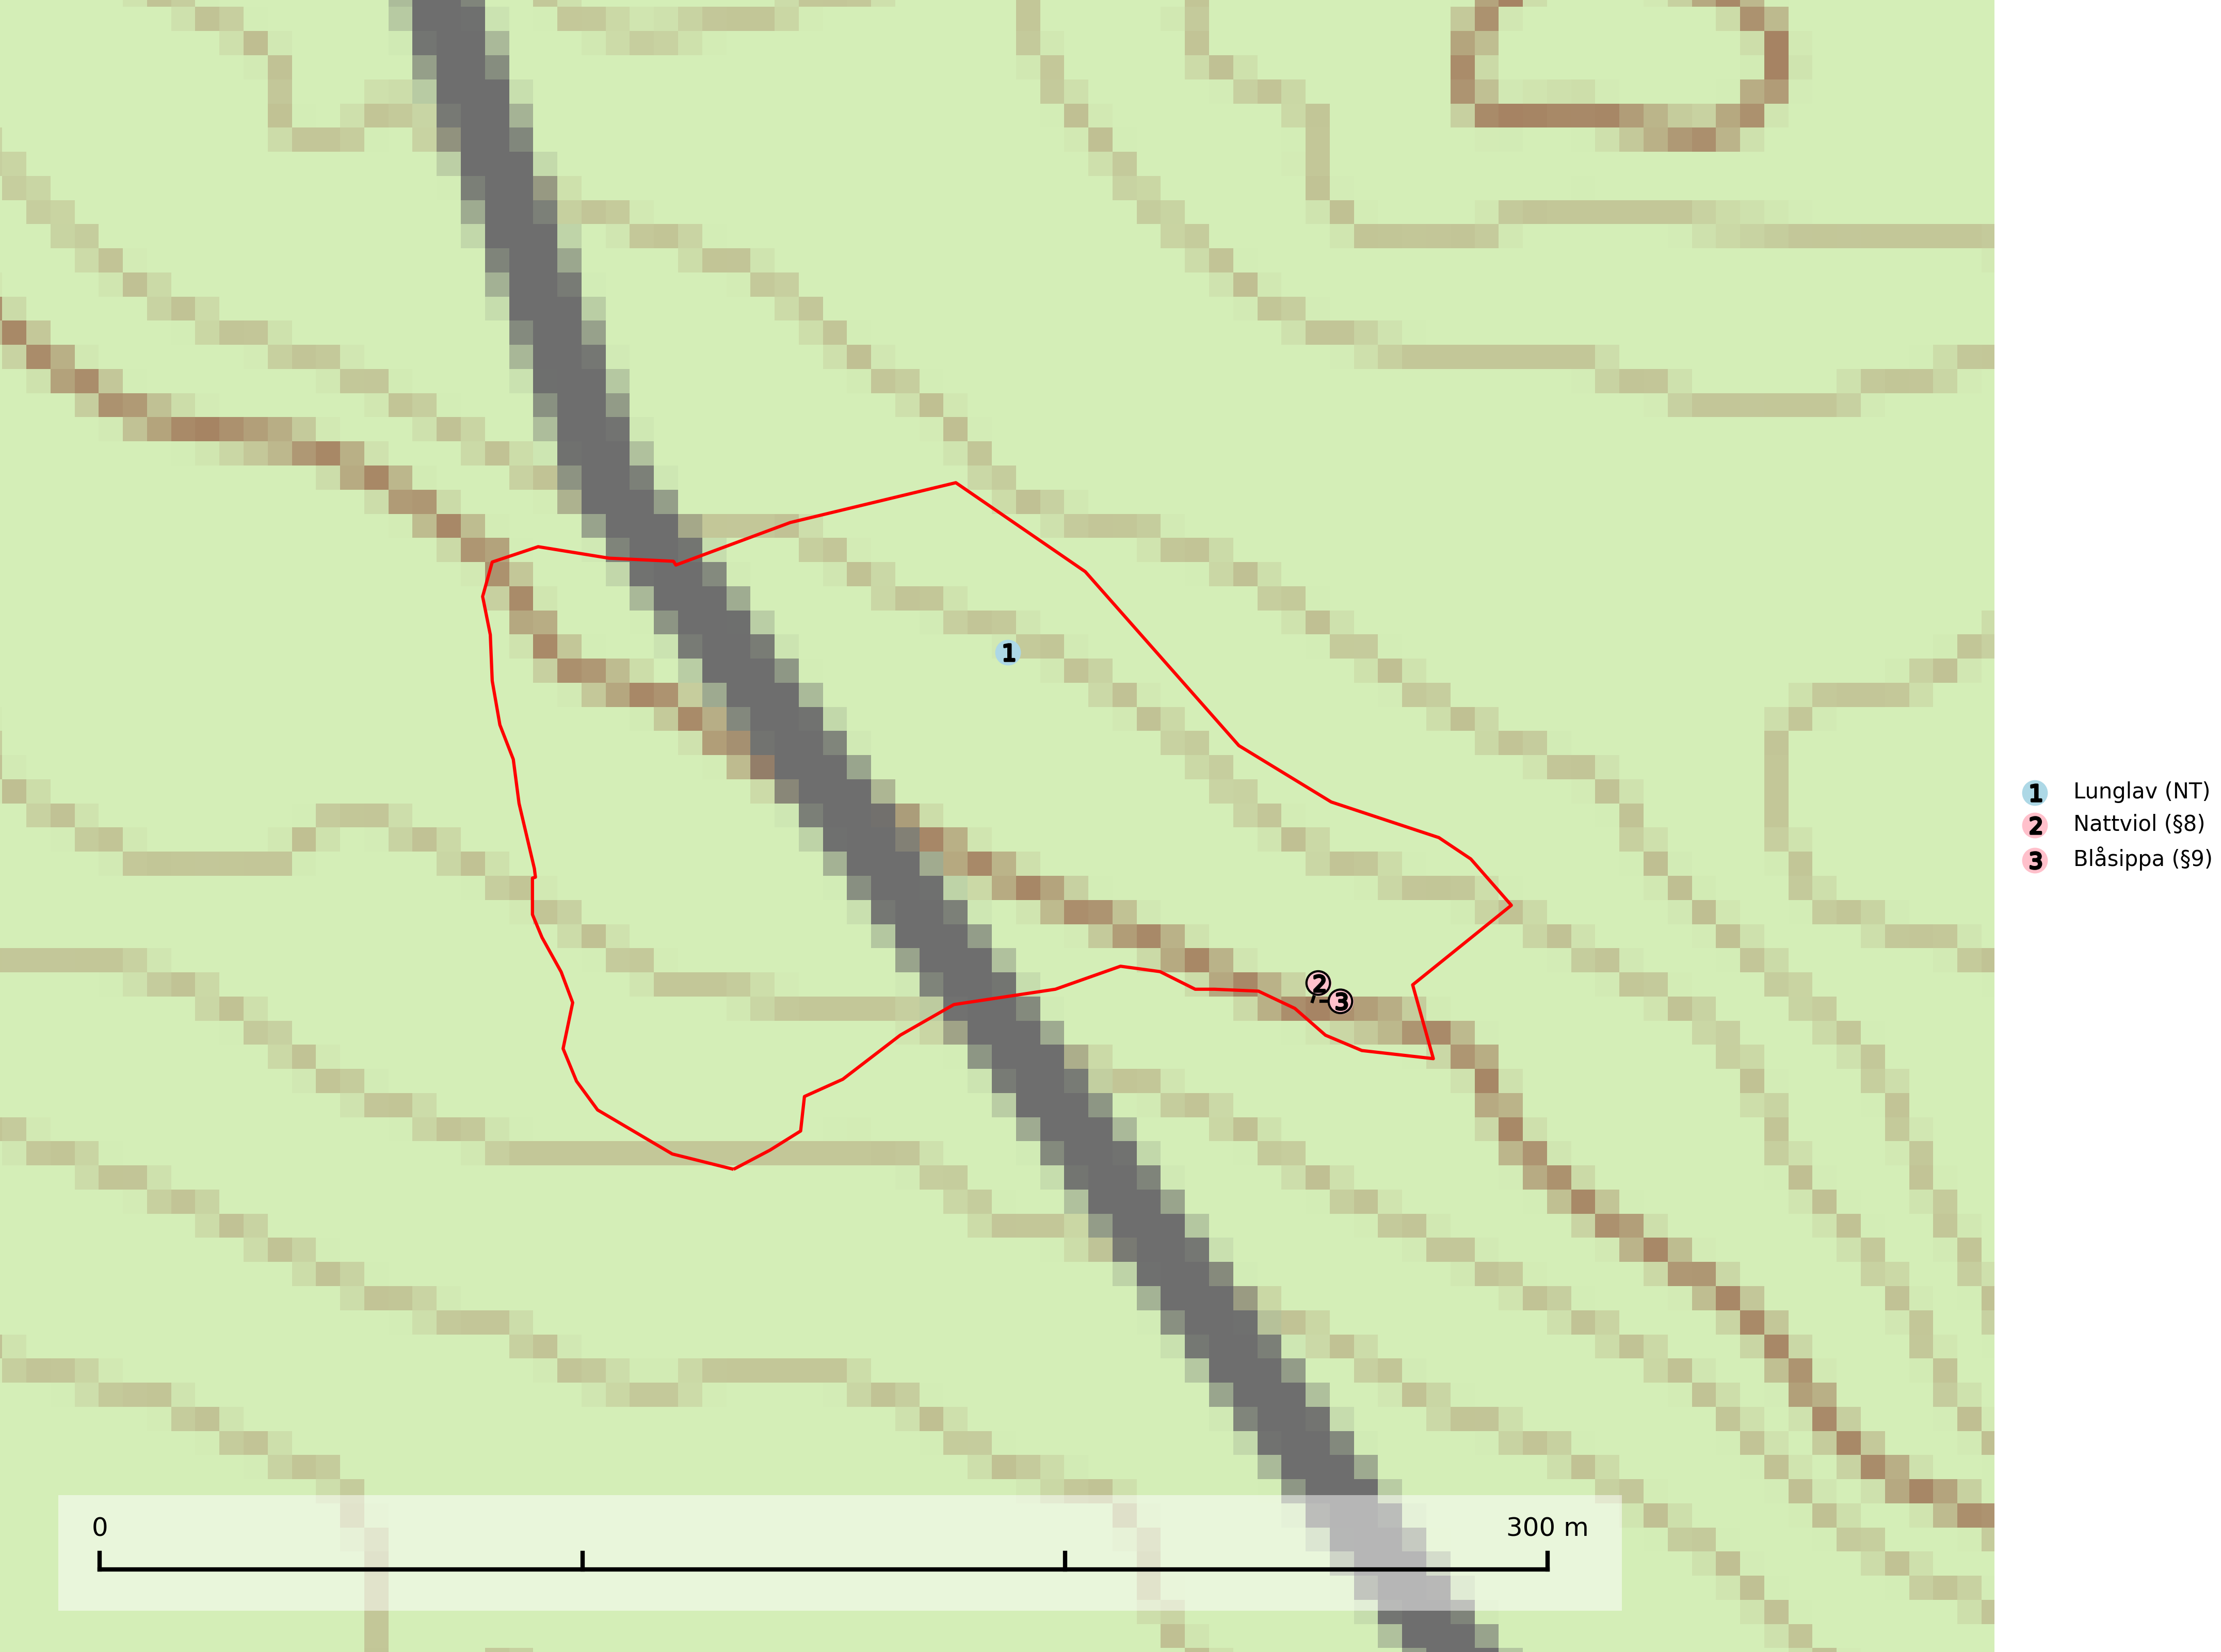 1
2
3
1 Lunglav (NT)
2 Nattviol (§8)
3 Blåsippa (§9)
0 300 m